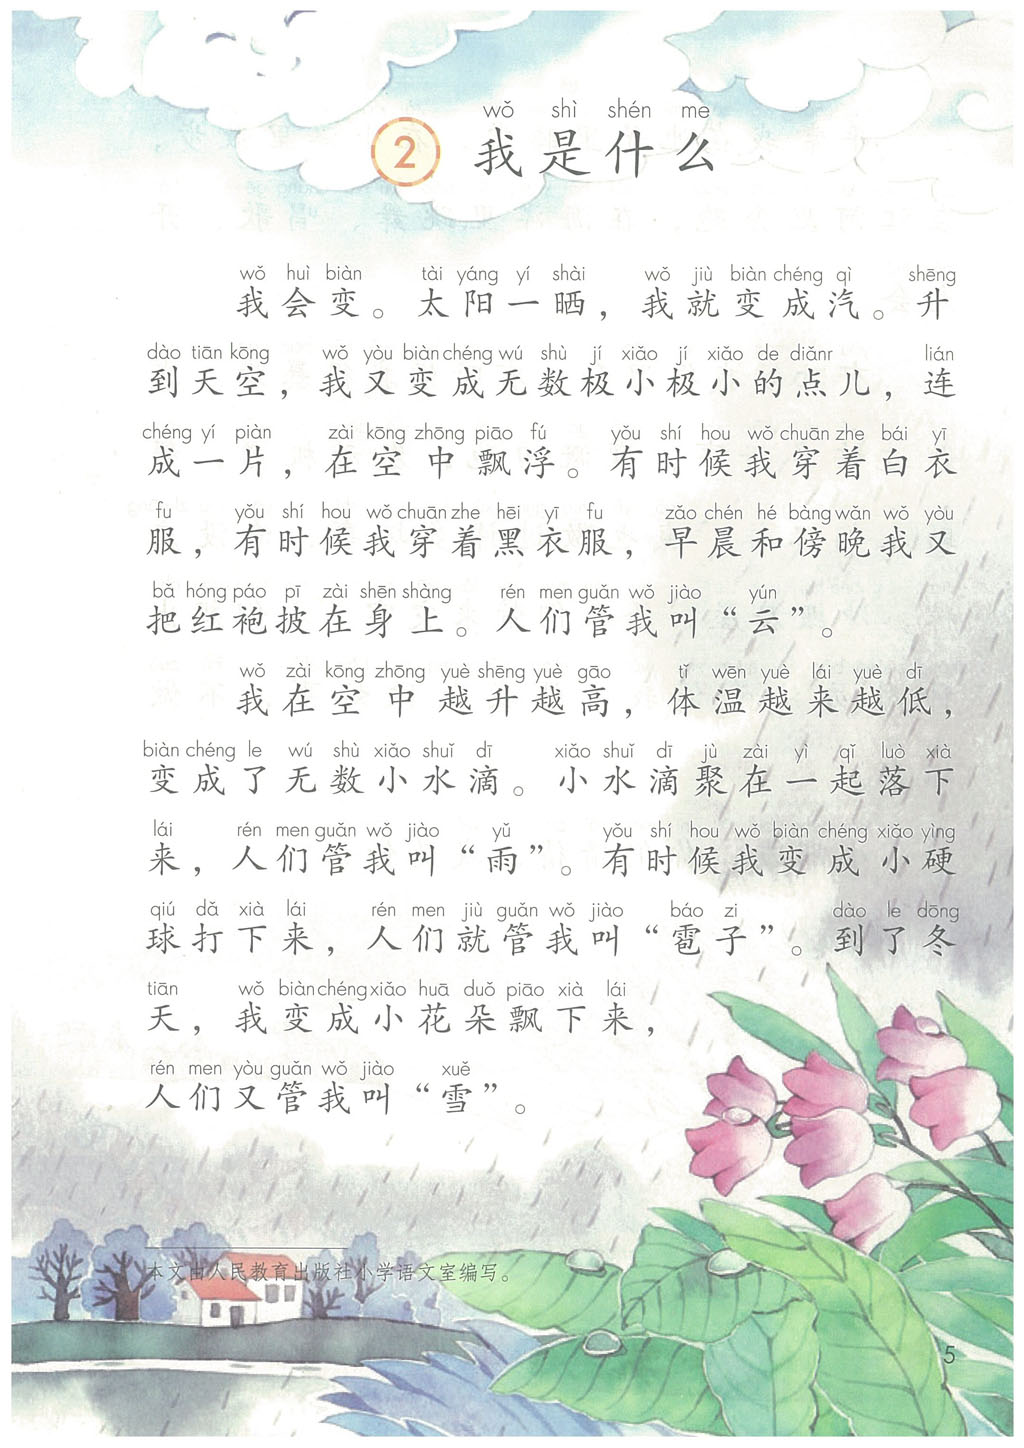 wǒ shì shén me
2 我是什么
wǒ huì biàn tài yáng yí shài wǒ jiù biàn chéng qì shēng
我会变。太阳一晒，我就变成汽。升
dào tiān kōng wǒ yòu biàn chéng wú shù jí xiǎo jí xiǎo de diǎnr lián
到天空，我又变成无数极小极小的点儿，连
chéng yí piàn zài kōng zhōng piāo fú yǒu shí hou wǒ chuān zhe bái yī
成一片，在空中飘浮。有时候我穿着白衣
fu yǒu shí hou wǒ chuān zhe hēi yī fu zǎo chén hé bàng wǎn wǒ yòu
服，有时候我穿着黑衣服，早晨和傍晚我又
bǎ hóng páo pī zài shēn shàng rén men guǎn wǒ jiào yún
把红袍披在身上。人们管我叫“云”。
wǒ zài kōng zhōng yuè shēng yuè gāo tǐ wēn yuè lái yuè dī
我在空中越升越高，体温越来越低，
biàn chéng le wú shù xiǎo shuǐ dī xiǎo shuǐ dī jù zài yì qǐ luò xià
变成了无数小水滴。小水滴聚在一起落下
lái rén men guǎn wǒ jiào yǔ yǒu shí hou wǒ biàn chéng xiǎo yìng
来，人们管我叫“雨”。有时候我变成小硬
qiú dǎ xià lái rén men jiù guǎn wǒ jiào báo zi dào le dōng
球打下来，人们就管我叫“雹子”。到了冬
tiān wǒ biàn chéng xiǎo huā duǒ piāo xià lái
天，我变成小花朵飘下来，
rén men yòu guǎn wǒ jiào xuě
人们又管我叫“雪”。
本文由人民教育出版社小学语文室编写。
5